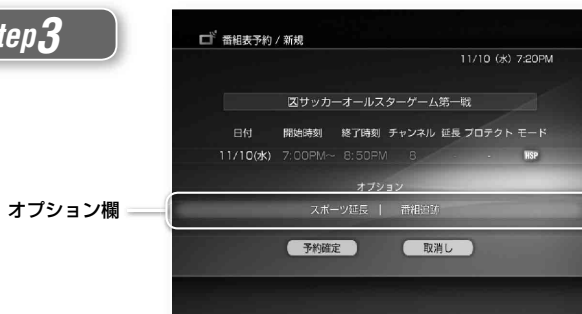 tep3
番組表予約 / 新規
11/10 (水) 7:20PM
サッカーオールスターゲーム第一戦
日付 開始時刻 終了時刻 チャンネル 延長 プロテクト モード
11/10(水) 7:00PM～ 8:50PM 8 - - HSP
オプション
オプション欄
スポーツ延長 | 番組追跡
予約確定 取消し